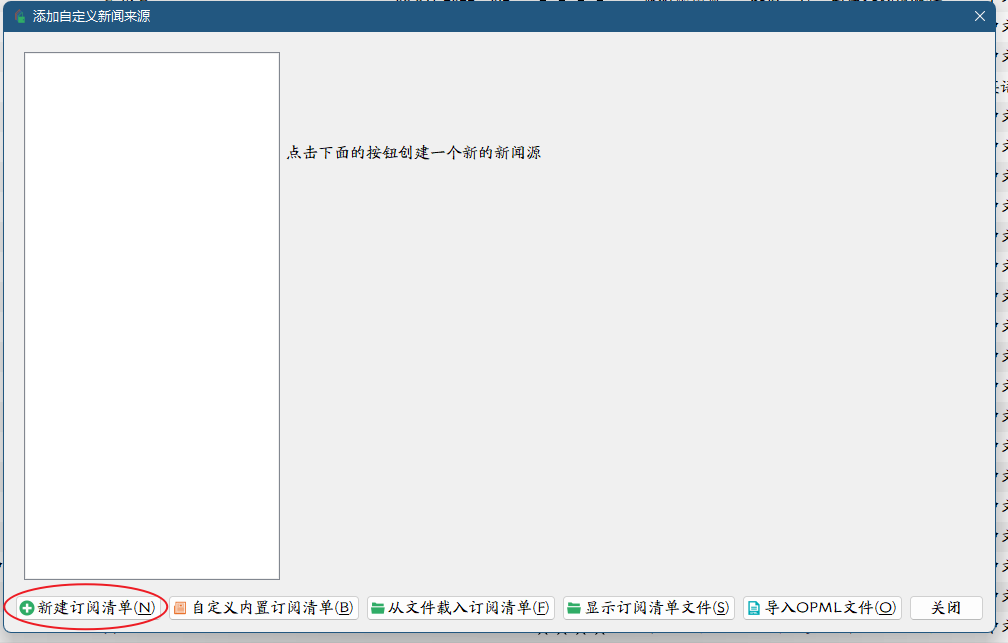 添加自定义新闻来源
点击下面的按钮创建一个新的新闻源
新建订阅清单(N) 自定义内置订阅清单(B) 从文件载入订阅清单(F) 显示订阅清单文件(S) 导入OPML文件(O) 关闭